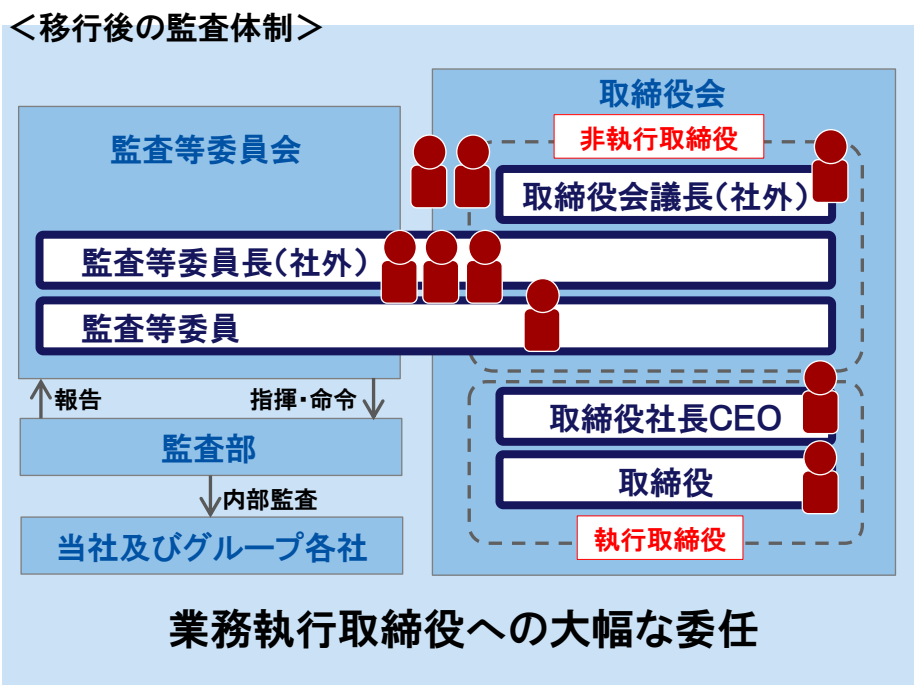 ＜移行後の監査体制＞
取締役会
監査等委員会
非執行取締役
取締役会議長(社外)
監査等委員長(社外)
監査等委員
報告
指揮・命令
取締役社長CEO
監査部
取締役
内部監査
当社及びグループ各社
執行取締役
業務執行取締役への大幅な委任